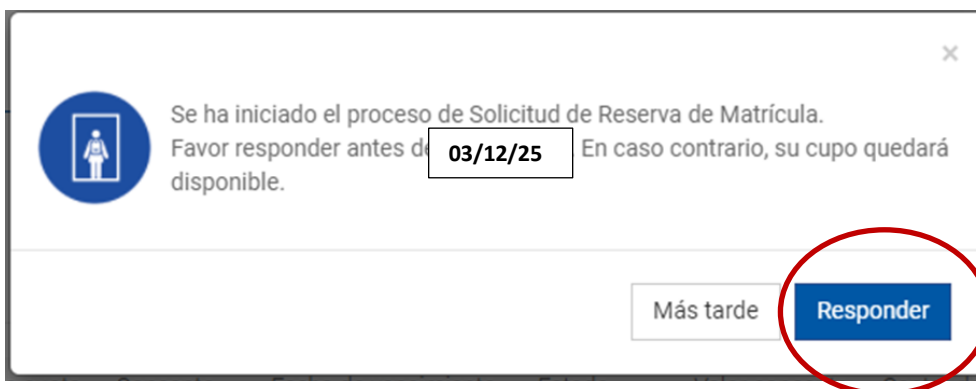 ×
Se ha iniciado el proceso de Solicitud de Reserva de Matrícula.
Favor responder antes de 03/12/25 . En caso contrario, su cupo quedará
disponible.
Más tarde
Responder